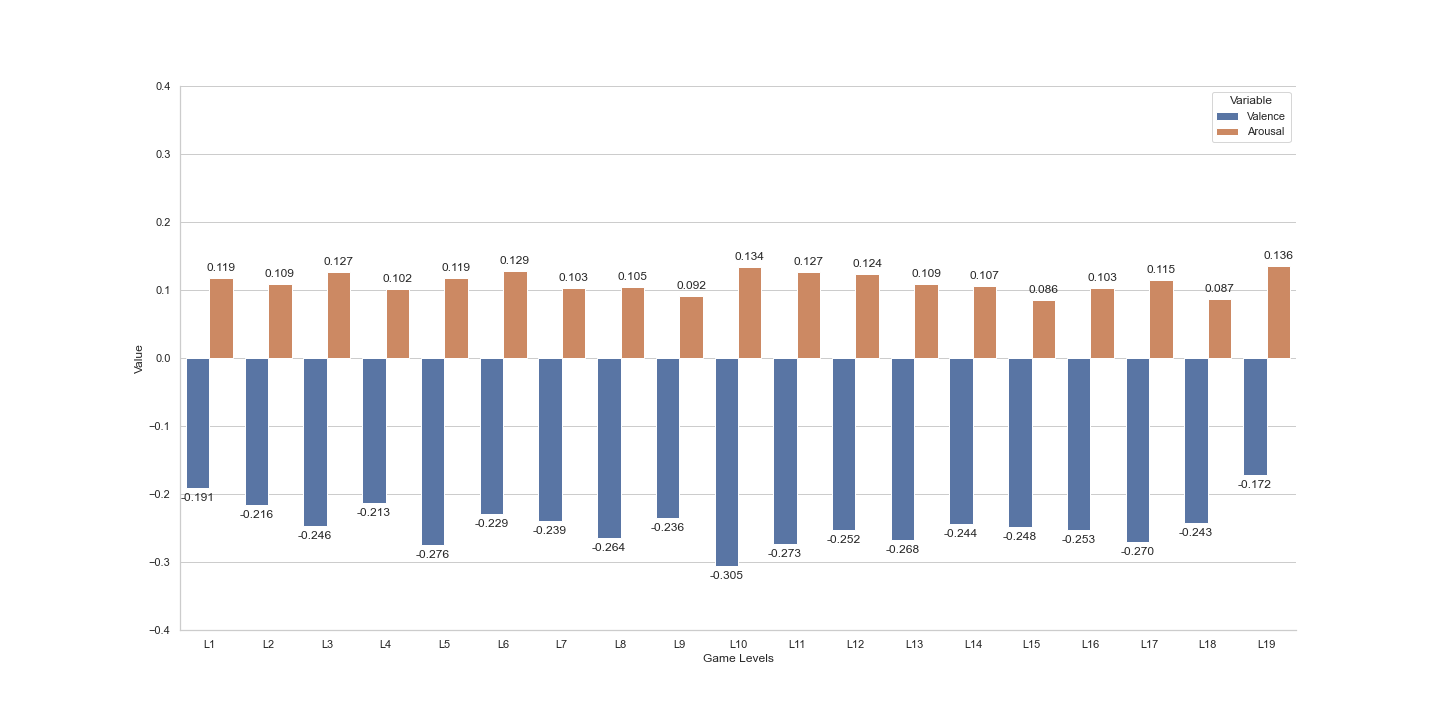 0.4
0.3
0.2
0.1
0.0
−0.1
−0.2
−0.3
−0.4
Value
Variable
Valence
Arousal
0.119 0.109 0.127 0.102 0.119 0.129 0.103 0.105 0.092 0.134 0.127 0.124 0.109 0.107 0.086 0.103 0.115 0.087 0.136
-0.191 -0.216 -0.246 -0.213 -0.276 -0.229 -0.239 -0.264 -0.236 -0.305 -0.273 -0.252 -0.268 -0.244 -0.248 -0.253 -0.270 -0.243 -0.172
L1 L2 L3 L4 L5 L6 L7 L8 L9 L10 L11 L12 L13 L14 L15 L16 L17 L18 L19
Game Levels